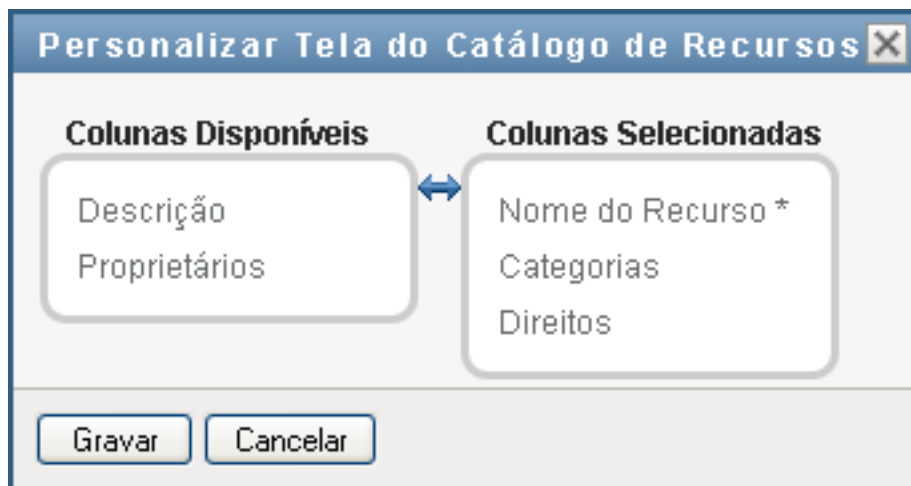 Personalizar Tela do Catálogo de Recursos
Colunas Disponíveis
Descrição
Proprietários
Colunas Selecionadas
Nome do Recurso *
Categorias
Direitos
Gravar
Cancelar